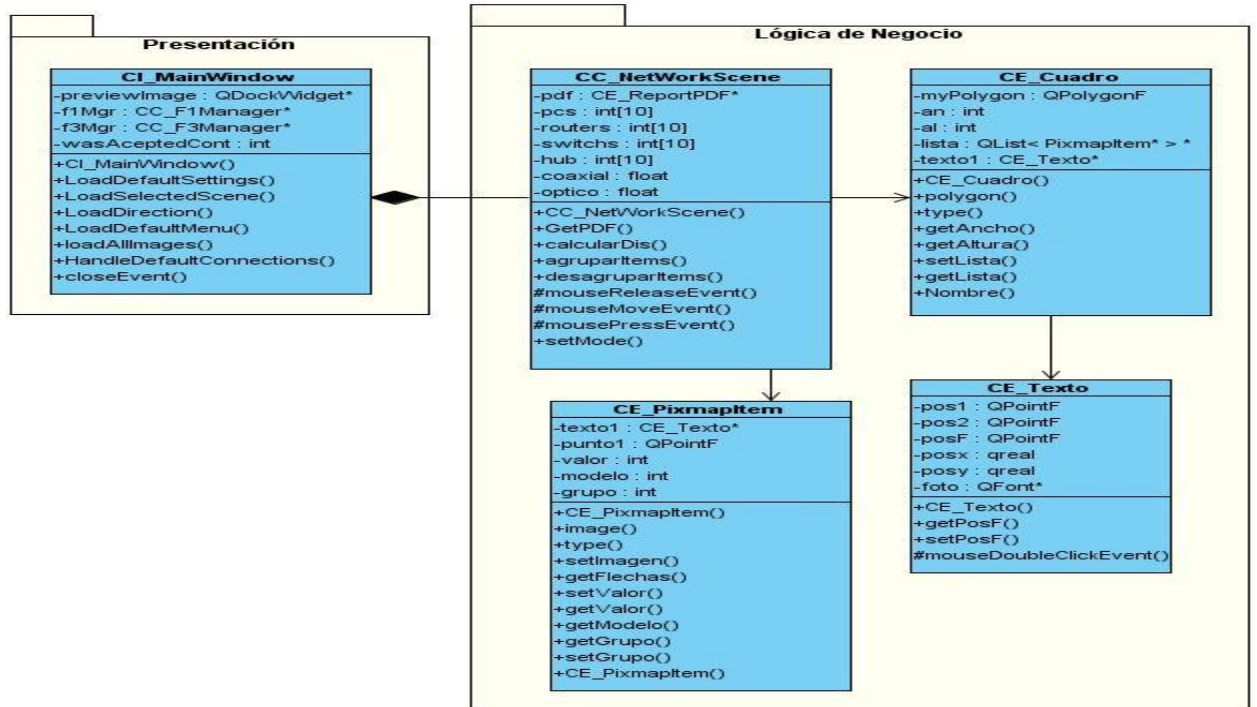 Presentación
CI_MainWindow
-previewImage : QDockWidget*
-f1Mgr : CC_F1Manager*
-f3Mgr : CC_F3Manager*
-wasAceptedCont : int
+CI_MainWindow()
+LoadDefaultSettings()
+LoadSelectedScene()
+LoadDirection()
+LoadDefaultMenu()
+loadAllImages()
+HandleDefaultConnections()
+closeEvent()
Lógica de Negocio
CC_NetWorkScene
-pdf : CE_ReportPDF*
-pcs : int[10]
-routers : int[10]
-switchs : int[10]
-hub : int[10]
-coaxial : float
-optico : float
+CC_NetWorkScene()
+GetPDF()
+calcularDis()
+agruparItems()
+desagruparItems()
#mouseReleaseEvent()
#mouseMoveEvent()
#mousePressEvent()
+setMode()
CE_Cuadro
-myPolygon : QPolygonF
-an : int
-al : int
-lista : QList< PixmapItem* > *
-texto1 : CE_Texto*
+CE_Cuadro()
+polygon()
+type()
+getAncho()
+getAltura()
+setLista()
+getLista()
+Nombre()
CE_PixmapItem
-texto1 : CE_Texto*
-punto1 : QPointF
-valor : int
-modelo : int
-grupo : int
+CE_PixmapItem()
+image()
+type()
+setImagen()
+getFlechas()
+setValor()
+getValor()
+getModelo()
+getGrupo()
+setGrupo()
+CE_PixmapItem()
CE_Texto
-pos1 : QPointF
-pos2 : QPointF
-posF : QPointF
-posx : qreal
-posy : qreal
-foto : QFont*
+CE_Texto()
+getPosF()
+setPosF()
#mouseDoubleClickEvent()